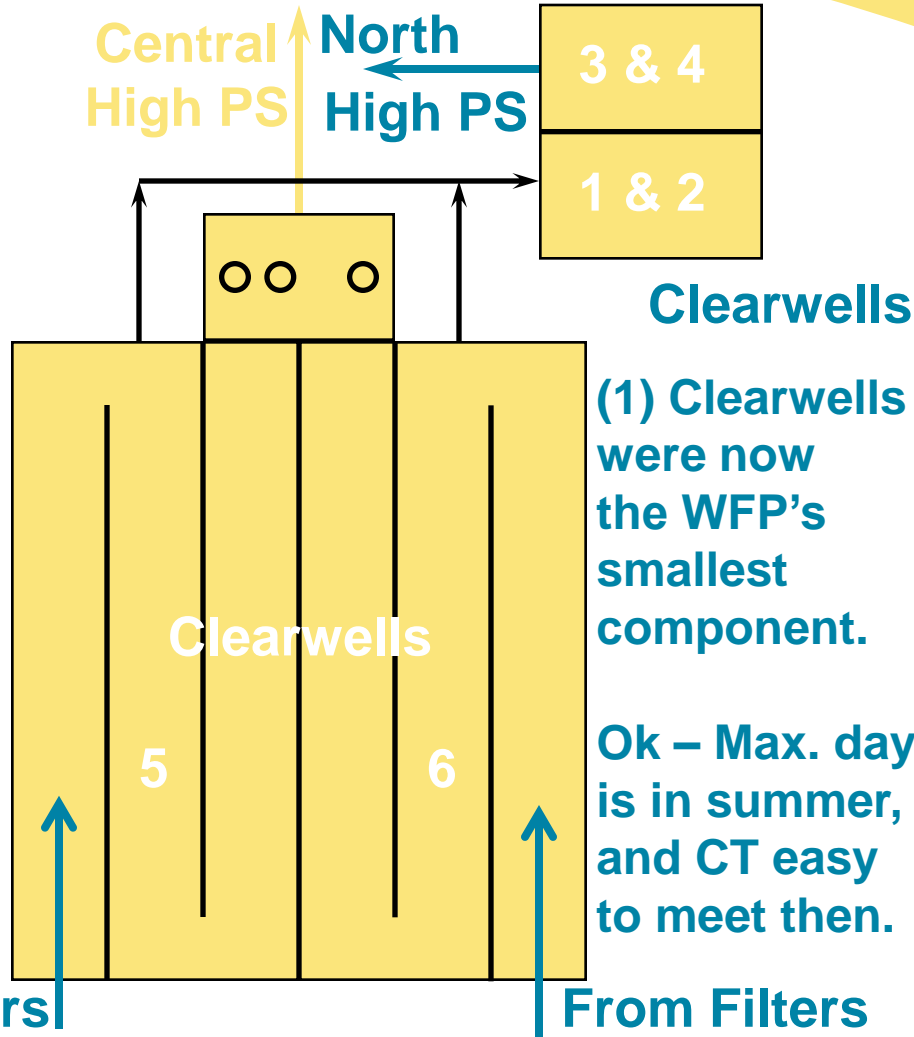 Central
High PS
North
High PS
3 & 4
1 & 2
Clearwells
(1) Clearwells
were now
the WFP’s
smallest
component.
Ok – Max. day
is in summer,
and CT easy
to meet then.
Clearwells
5
6
rs
From Filters